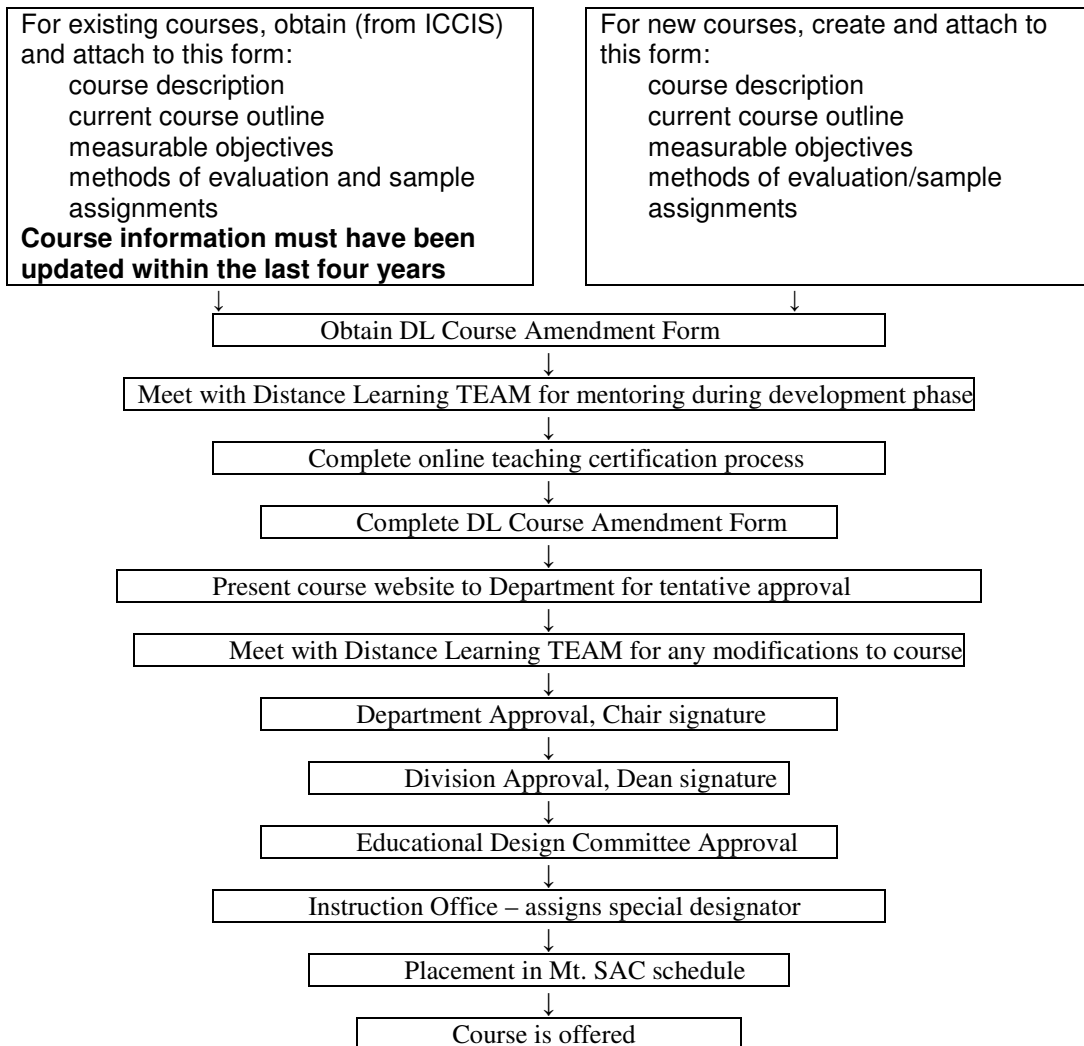 For existing courses, obtain (from ICCIS)
and attach to this form:
course description
current course outline
measurable objectives
methods of evaluation and sample
assignments
Course information must have been
updated within the last four years
For new courses, create and attach to
this form:
course description
current course outline
measurable objectives
methods of evaluation/sample
assignments
↓ ↓
Obtain DL Course Amendment Form
↓
Meet with Distance Learning TEAM for mentoring during development phase
↓
Complete online teaching certification process
↓
Complete DL Course Amendment Form
↓
Present course website to Department for tentative approval
↓
Meet with Distance Learning TEAM for any modifications to course
↓
Department Approval, Chair signature
↓
Division Approval, Dean signature
↓
Educational Design Committee Approval
↓
Instruction Office – assigns special designator
↓
Placement in Mt. SAC schedule
↓
Course is offered